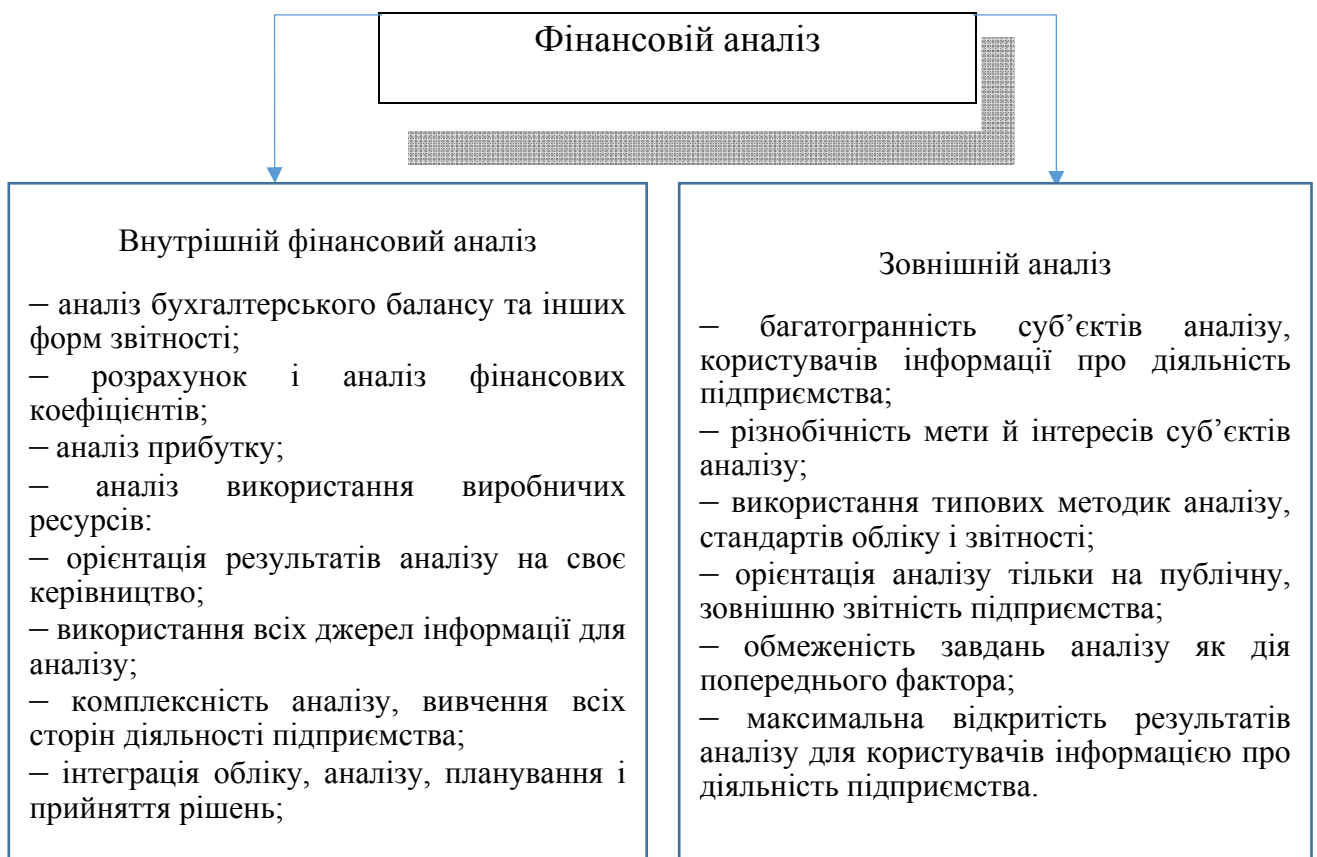 Фінансовій аналіз
Внутрішній фінансовий аналіз
– аналіз бухгалтерського балансу та інших
форм звітності;
– розрахунок і аналіз фінансових
коефіцієнтів;
– аналіз прибутку;
– аналіз використання виробничих
ресурсів:
– орієнтація результатів аналізу на своє
керівництво;
– використання всіх джерел інформації для
аналізу;
– комплексність аналізу, вивчення всіх
сторін діяльності підприємства;
– інтеграція обліку, аналізу, планування і
прийняття рішень;
Зовнішній аналіз
– багатогранність суб’єктів аналізу,
користувачів інформації про діяльність
підприємства;
– різнобічність мети й інтересів суб’єктів
аналізу;
– використання типових методик аналізу,
стандартів обліку і звітності;
– орієнтація аналізу тільки на публічну,
зовнішню звітність підприємства;
– обмеженість завдань аналізу як дія
попереднього фактора;
– максимальна відкритість результатів
аналізу для користувачів інформацією про
діяльність підприємства.